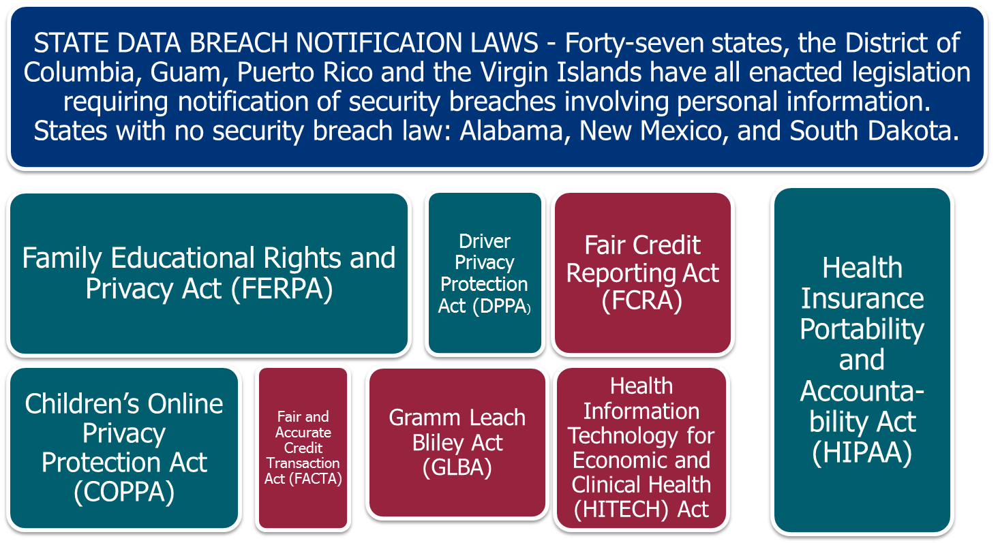 STATE DATA BREACH NOTIFICAION LAWS - Forty-seven states, the District of
Columbia, Guam, Puerto Rico and the Virgin Islands have all enacted legislation
requiring notification of security breaches involving personal information.
States with no security breach law: Alabama, New Mexico, and South Dakota.
Family Educational Rights and
Privacy Act (FERPA)
Driver
Privacy
Protection
Act (DPPA)
Fair Credit
Reporting Act
(FCRA)
Health
Insurance
Portability
and
Accounta-
bility Act
(HIPAA)
Children’s Online
Privacy
Protection Act
(COPPA)
Fair and
Accurate
Credit
Transaction
Act (FACTA)
Gramm Leach
Bliley Act
(GLBA)
Health
Information
Technology for
Economic and
Clinical Health
(HITECH) Act